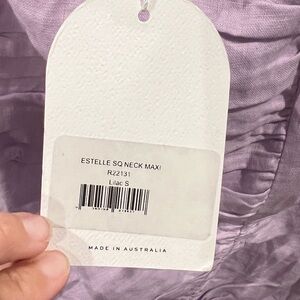 ESTELLE SQ NECK MAXI
R22131
Lilac S
MADE IN AUSTRALIA